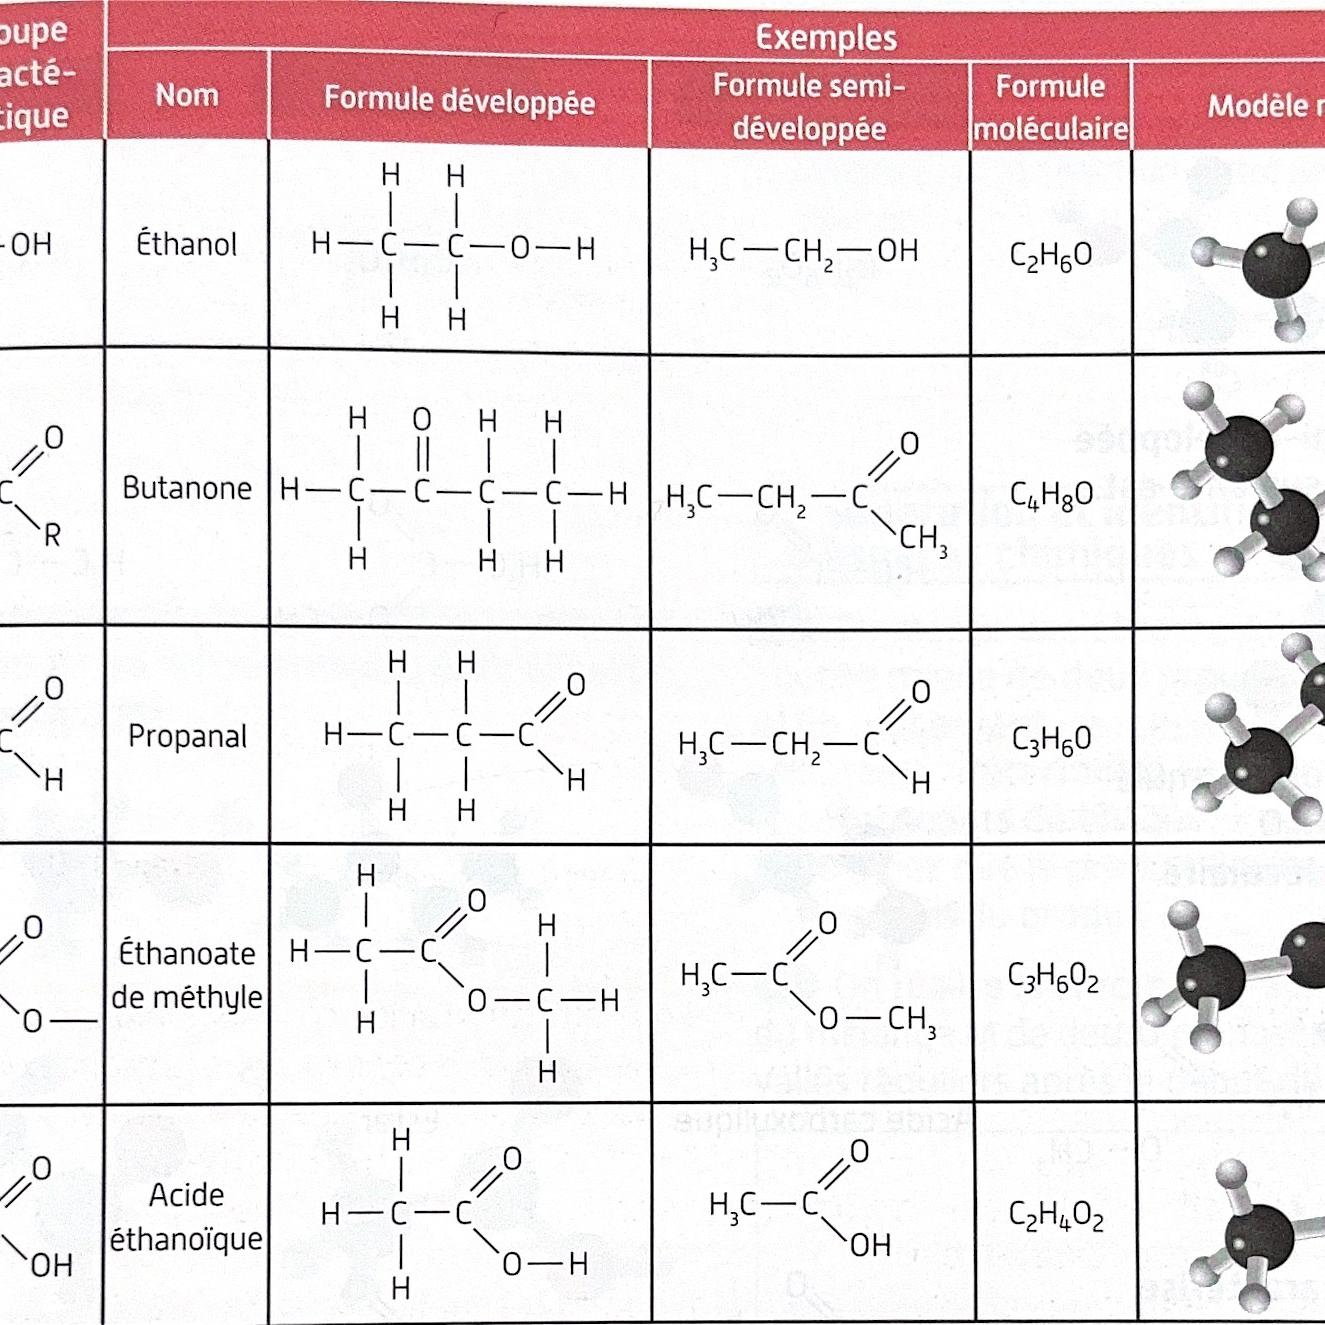 oupe
acté-
tique
Exemples
Nom
Formule développée
Formule semi-
développée
Formule
moléculaire
Modèle
-OH
Éthanol
H H
H—C—C—O—H
H H
H₃C—CH₂—OH
C₂H₆O
O
C
R
Butanone
H O H H
H—C—C—C—C—H
H H H
O
H₃C—CH₂—C
CH₃
C₄H₈O
O
C
H
Propanal
H H
O
H—C—C—C
H
H H
O
H₃C—CH₂—C
H
C₃H₆O
O
O—
Éthanoate
de méthyle
H
O
H
H—C—C
O—C—H
H
H
O
H₃C—C
O—CH₃
C₃H₆O₂
O
OH
Acide
éthanoïque
H
O
H—C—C
O—H
H
O
H₃C—C
OH
C₂H₄O₂